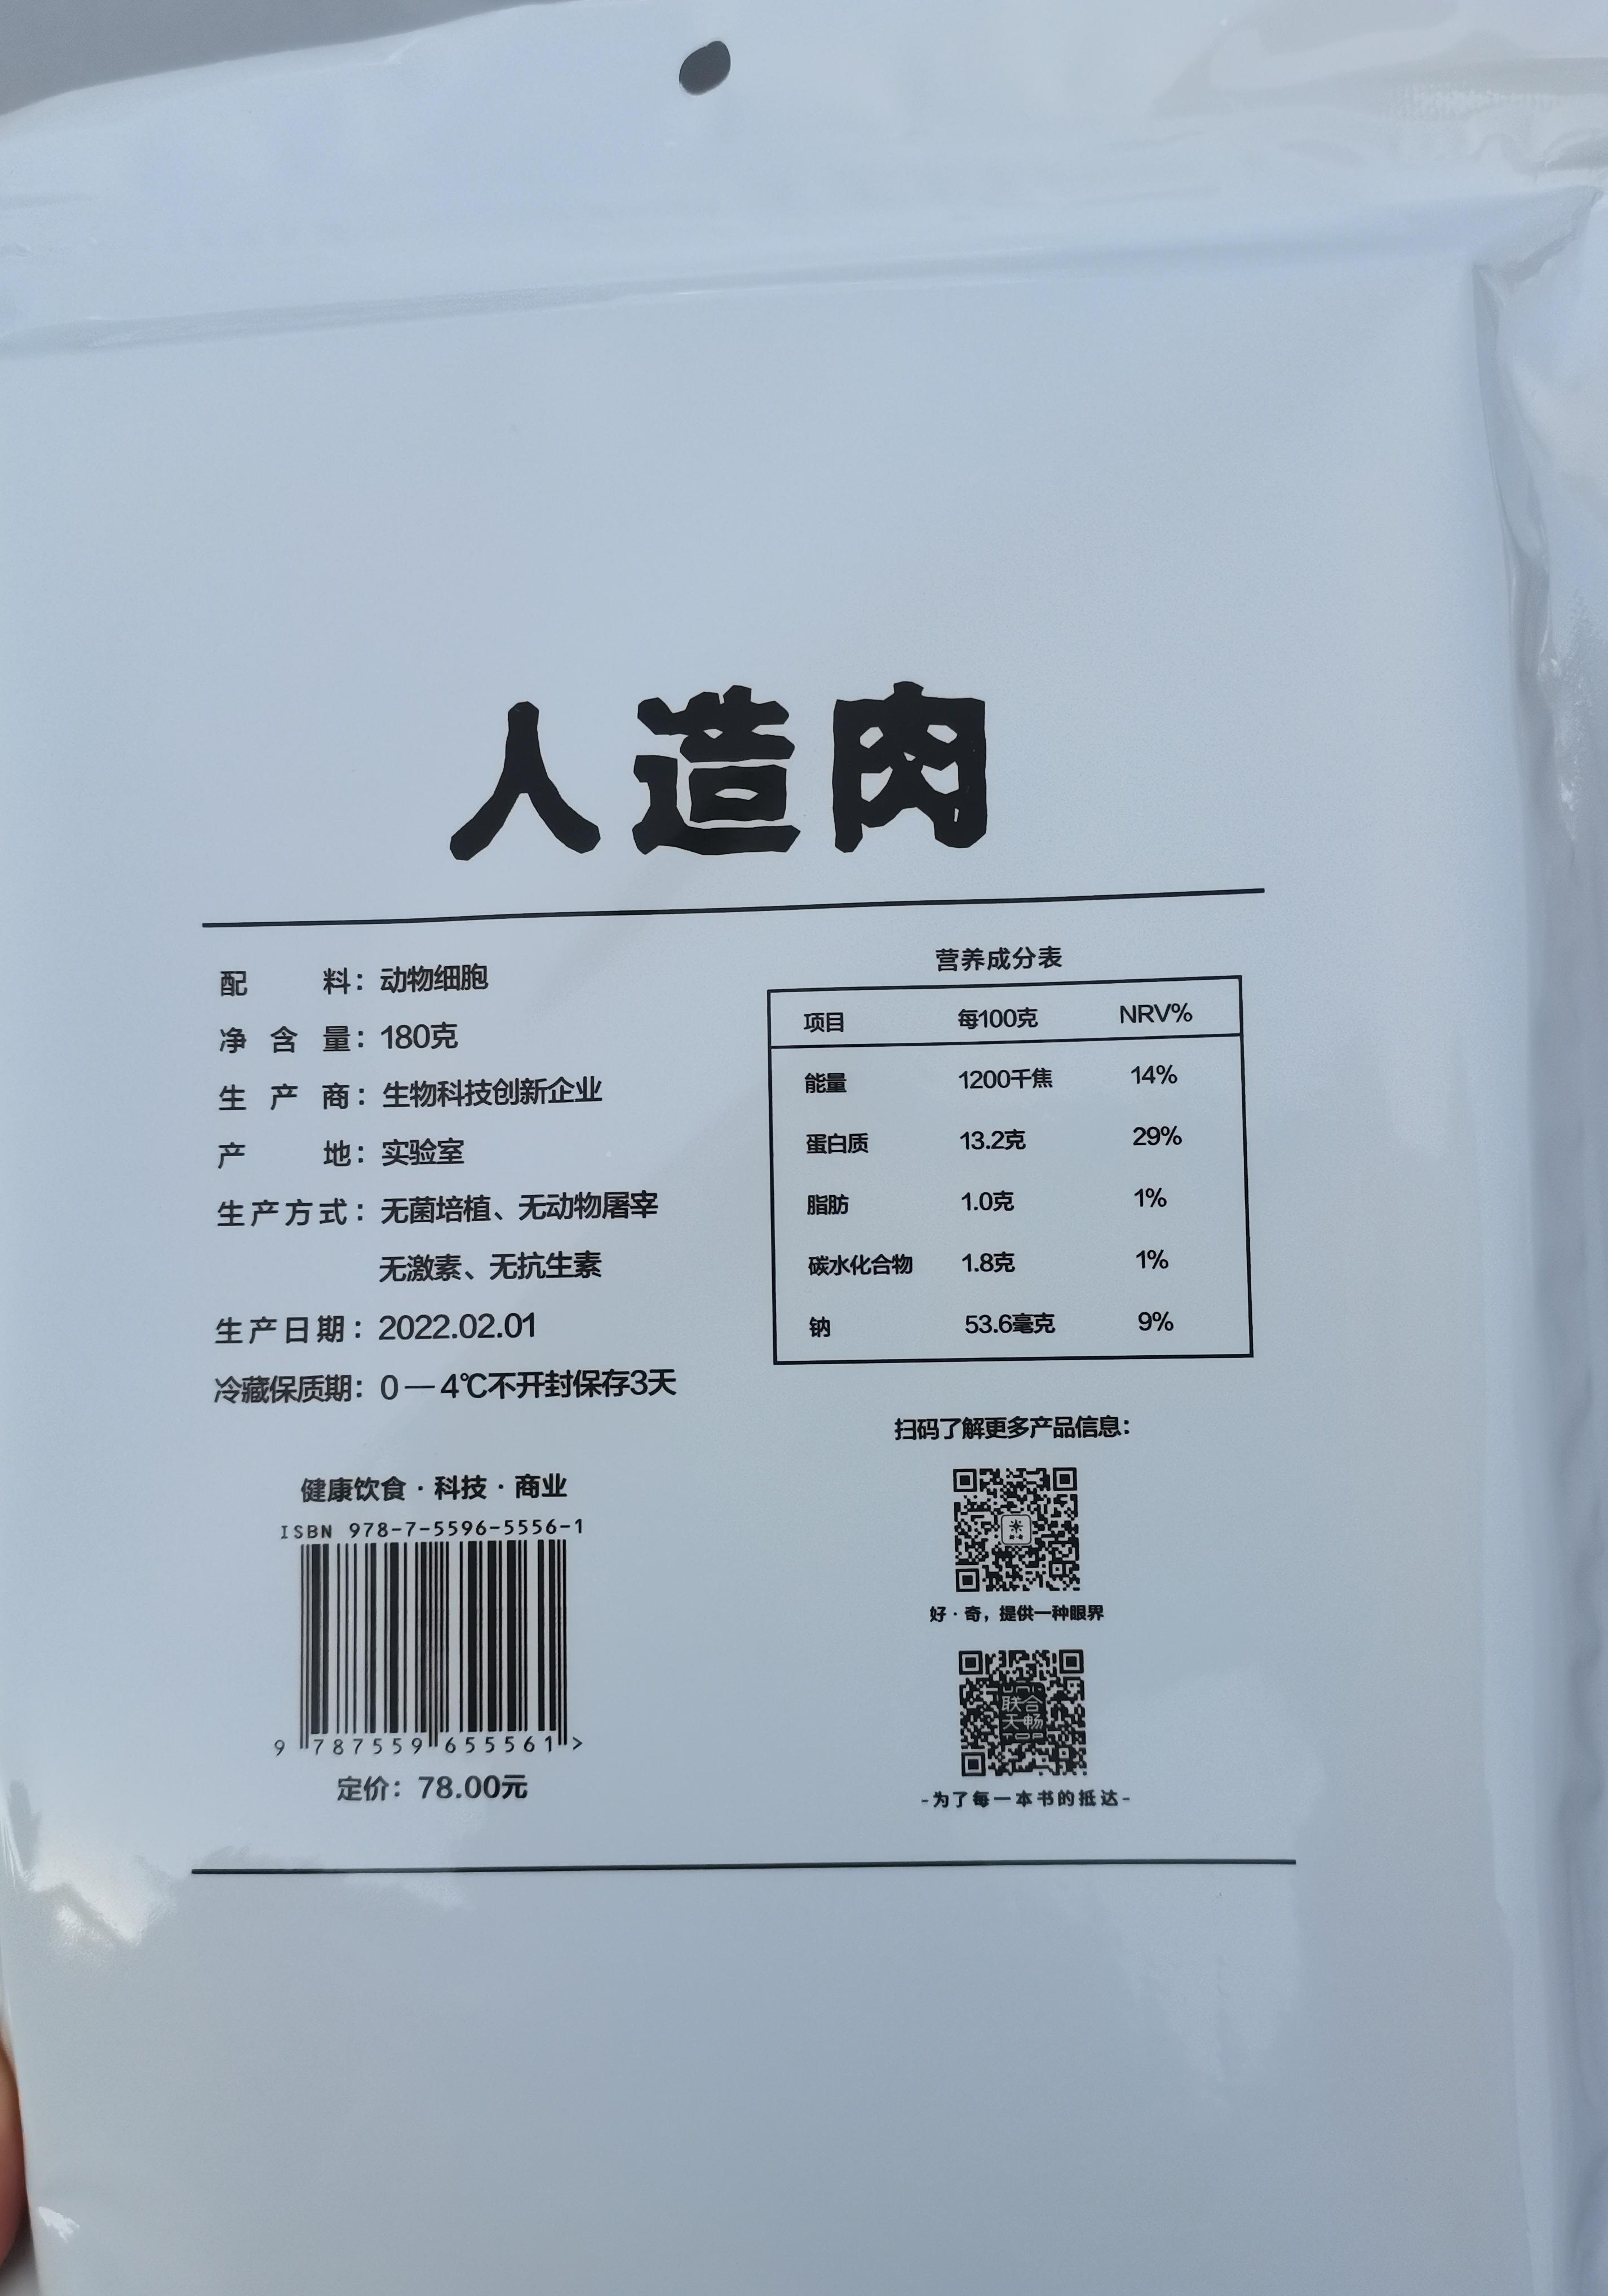 人造肉
配料：动物细胞
净含量：180克
生产商：生物科技创新企业
产地：实验室
生产方式：无菌培植、无动物屠宰
无激素、无抗生素
生产日期：2022.02.01
冷藏保质期：0—4℃不开封保存3天
营养成分表
项目 每100克 NRV%
能量 1200千焦 14%
蛋白质 13.2克 29%
脂肪 1.0克 1%
碳水化合物 1.8克 1%
钠 53.6毫克 9%
健康饮食·科技·商业
ISBN 978-7-5596-5556-1
9 787559 655561 >
定价：78.00元
扫码了解更多产品信息：
好·奇，提供一种眼界
联合
天畅
-为了每一本书的抵达-